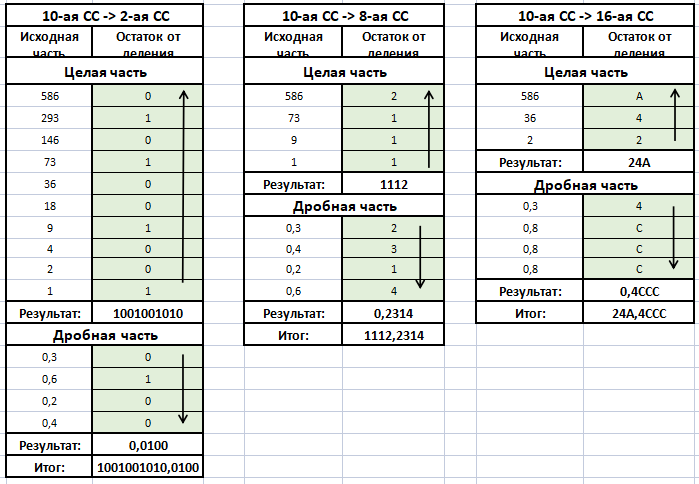 10-ая СС -> 2-ая СС
Исходная Остаток от
часть деления
Целая часть
586 0
293 1
146 0
73 1
36 0
18 0
9 1
4 0
2 0
1 1
Результат: 1001001010
Дробная часть
0,3 0
0,6 1
0,2 0
0,4 0
Результат: 0,0100
Итог: 1001001010,0100
10-ая СС -> 8-ая СС
Исходная Остаток от
часть деления
Целая часть
586 2
73 1
9 1
1 1
Результат: 1112
Дробная часть
0,3 2
0,4 3
0,2 1
0,6 4
Результат: 0,2314
Итог: 1112,2314
10-ая СС -> 16-ая СС
Исходная Остаток от
часть деления
Целая часть
586 A
36 4
2 2
Результат: 24A
Дробная часть
0,3 4
0,8 C
0,8 C
0,8 C
Результат: 0,4CCC
Итог: 24A,4CCC